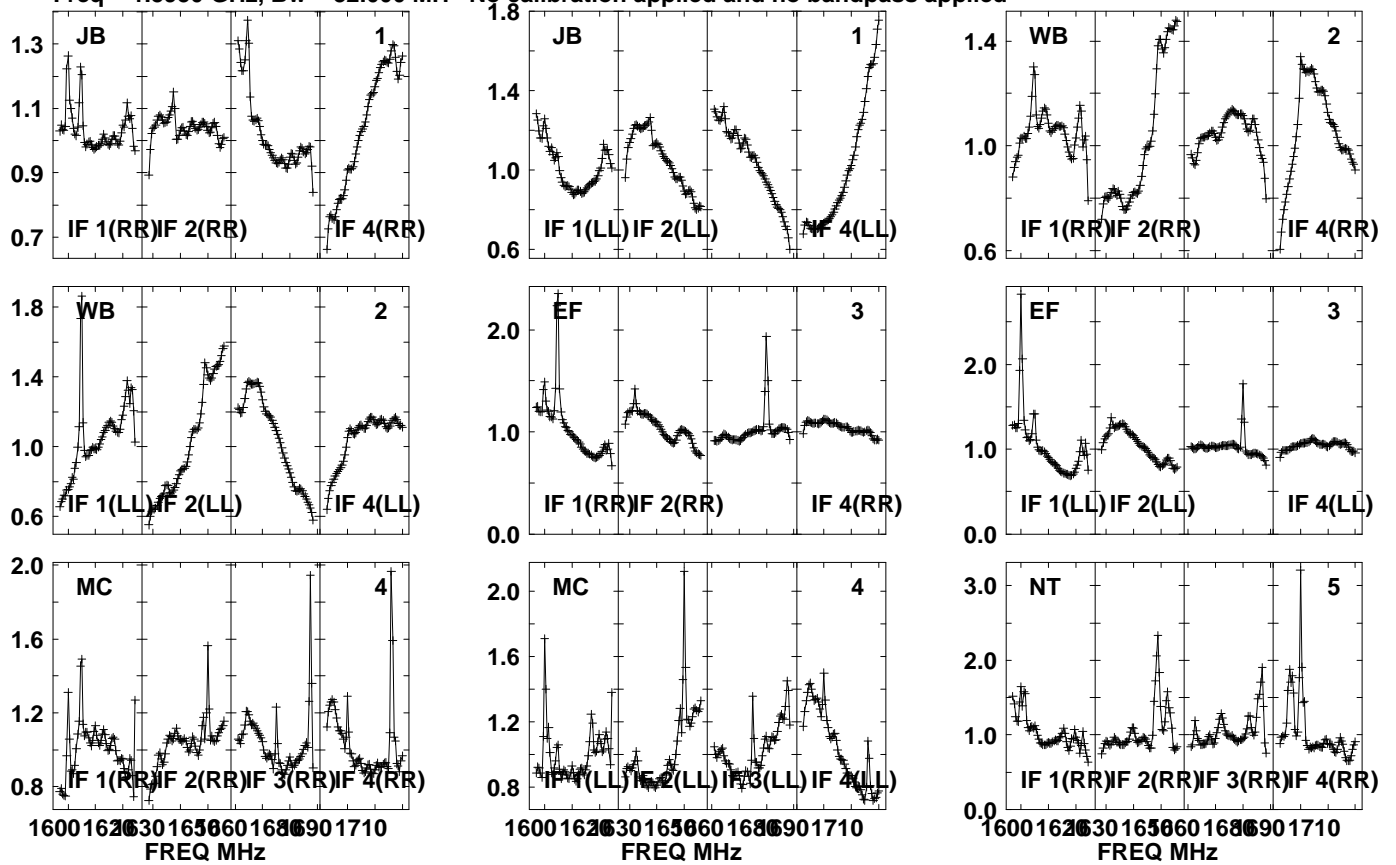 GHz, No calibration applied and no bandpass applied
JB 1
1.3
1.1
0.9
0.7
IF 1(RR) IF 2(RR) IF 4(RR)
JB 1
1.8
1.4
1.0
0.6
IF 1(LL) IF 2(LL) IF 4(LL)
WB 2
1.4
1.0
0.6
IF 1(RR) IF 2(RR) IF 4(RR)
WB 2
1.8
1.4
1.0
0.6
IF 1(LL) IF 2(LL) IF 4(LL)
EF 3
2.0
1.0
0.0
IF 1(RR) IF 2(RR) IF 4(RR)
EF 3
2.0
1.0
0.0
IF 1(LL) IF 2(LL) IF 4(LL)
MC 4
2.0
1.6
1.2
0.8
IF 1(RR) IF 2(RR) IF 3(RR) IF 4(RR)
1600 1710
FREQ MHz
MC 4
2.0
1.6
1.2
0.8
IF 1(LL) IF 2(LL) IF 3(LL) IF 4(LL)
NT 5
3.0
2.0
1.0
0.0
IF 1(RR) IF 2(RR) IF 3(RR) IF 4(RR)
1600 1710
FREQ MHz